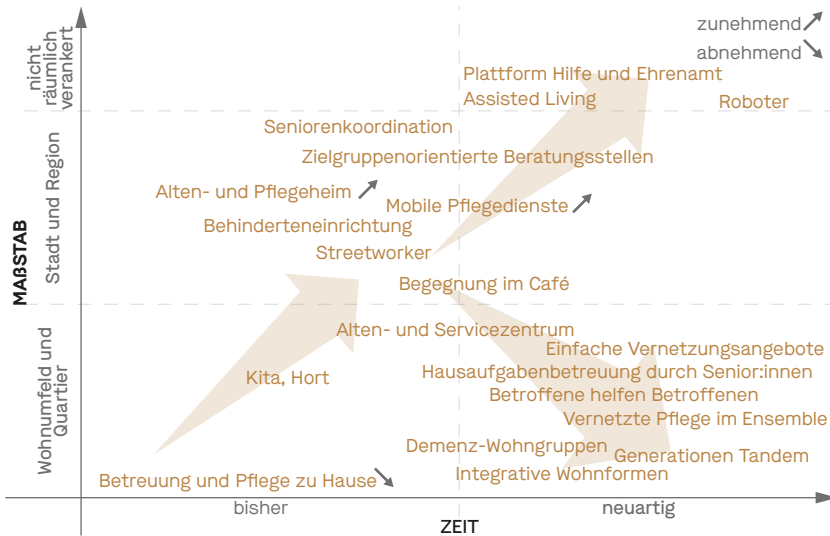 zunehmend
abnehmend
nicht
räumlich
verankert
Plattform Hilfe und Ehrenamt
Assisted Living
Roboter
Seniorenkoordination
Zielgruppenorientierte Beratungsstellen
Alten- und Pflegeheim
Mobile Pflegedienste
Behinderteneinrichtung
Streetworker
Begegnung im Café
Stadt und Region
MAßSTAB
Alten- und Servicezentrum
Einfache Vernetzungsangebote
Kita, Hort
Hausaufgabenbetreuung durch Senior:innen
Betroffene helfen Betroffenen
Vernetzte Pflege im Ensemble
Demenz-Wohngruppen
Generationen Tandem
Integrative Wohnformen
Betreuung und Pflege zu Hause
Wohnumfeld und
Quartier
bisher
neuartig
ZEIT